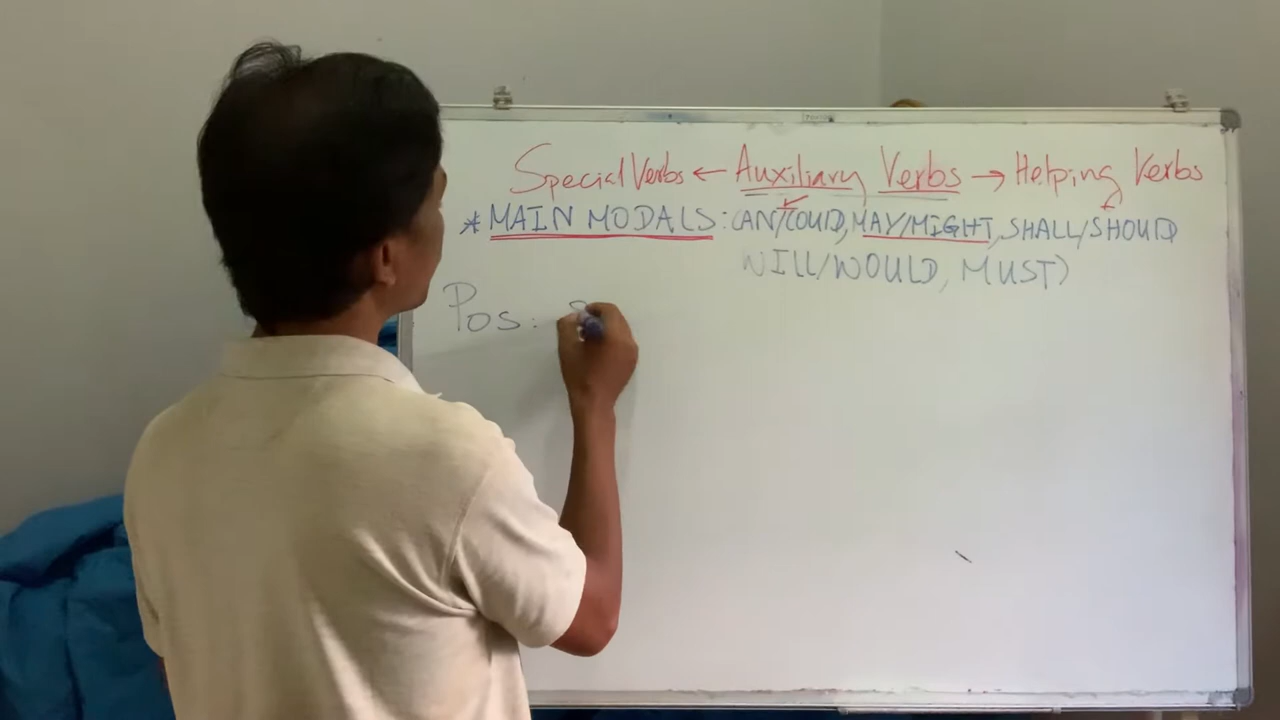 Special Verbs ← Auxiliary Verbs → Helping Verbs
* MAIN MODALS: CAN/COULD, MAY/MIGHT, SHALL/SHOULD
WILL/WOULD, MUST)
Pos: